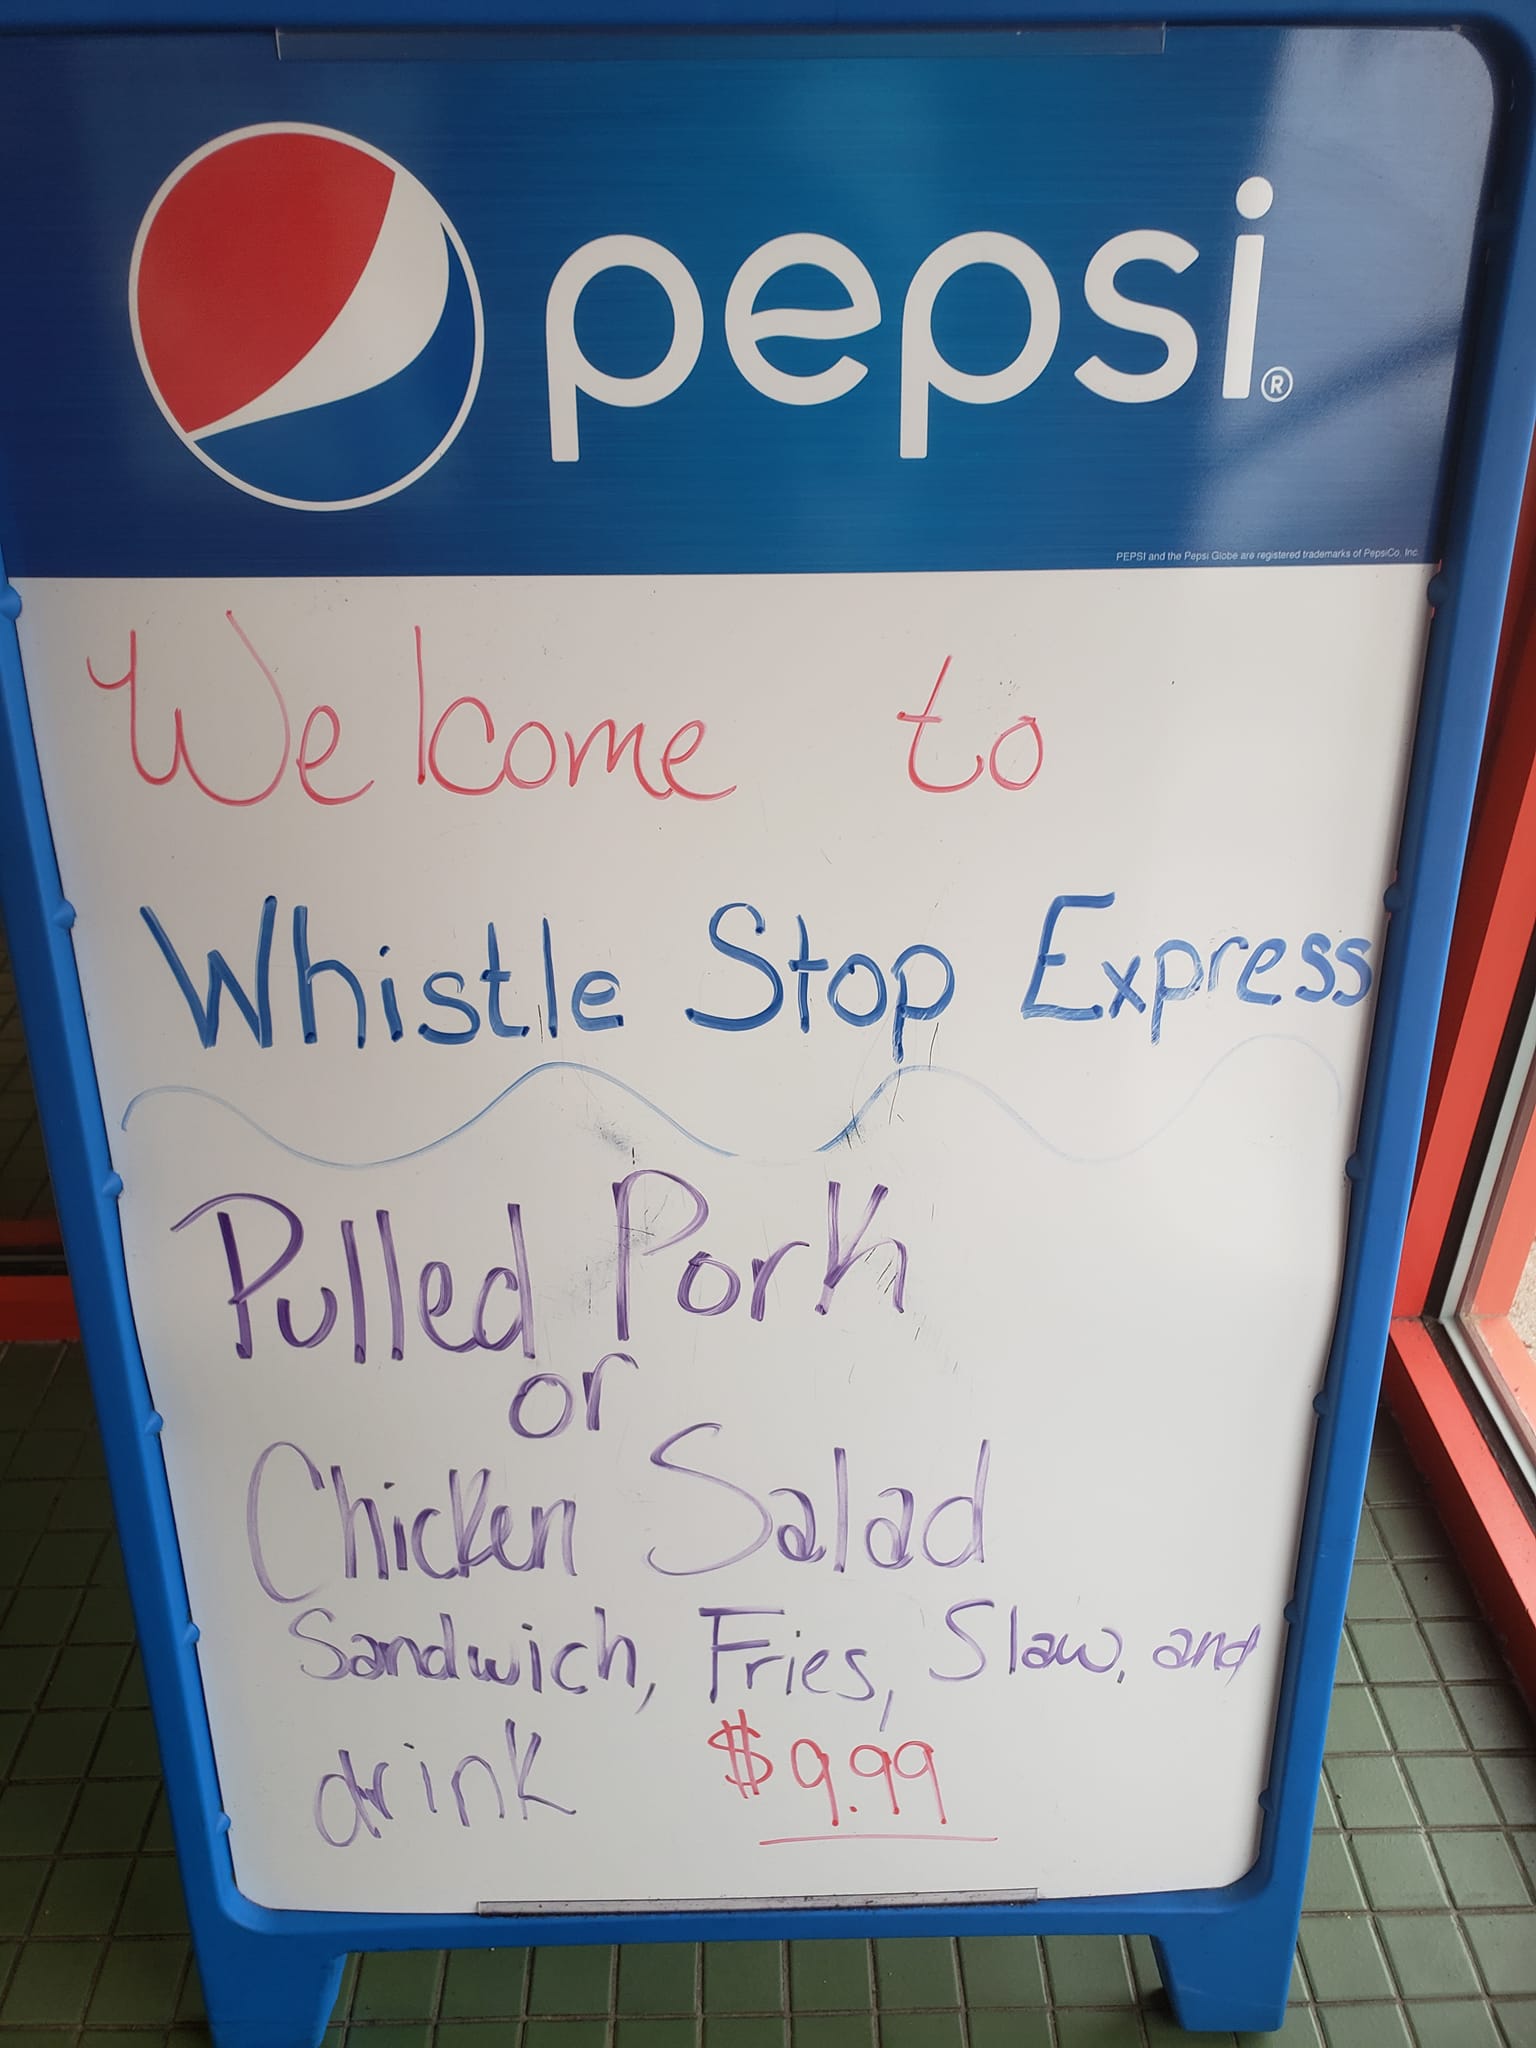 pepsi®
PEPSI and the Pepsi Globe are registered trademarks of PepsiCo, Inc.
Welcome to
Whistle Stop Express
Pulled Pork
or
Chicken Salad
Sandwich, Fries, Slaw, and
drink $9.99